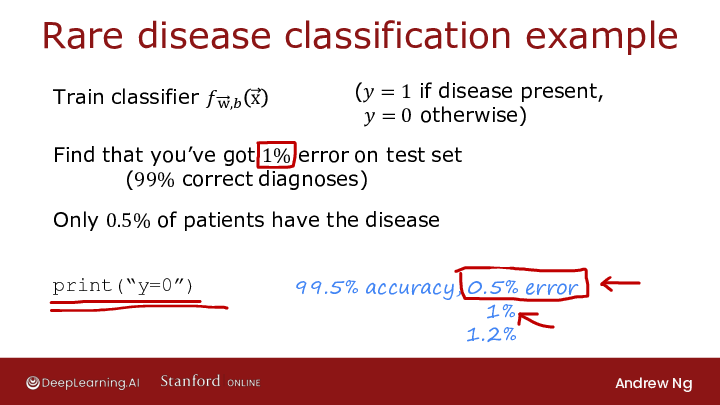 Rare disease classification example
Train classifier f_{w⃗,b}(x⃗) (y = 1 if disease present,
y = 0 otherwise)
Find that you've got 1% error on test set
(99% correct diagnoses)
Only 0.5% of patients have the disease
print("y=0") 99.5% accuracy, 0.5% error
1%
1.2%
DeepLearning.AI Stanford ONLINE Andrew Ng